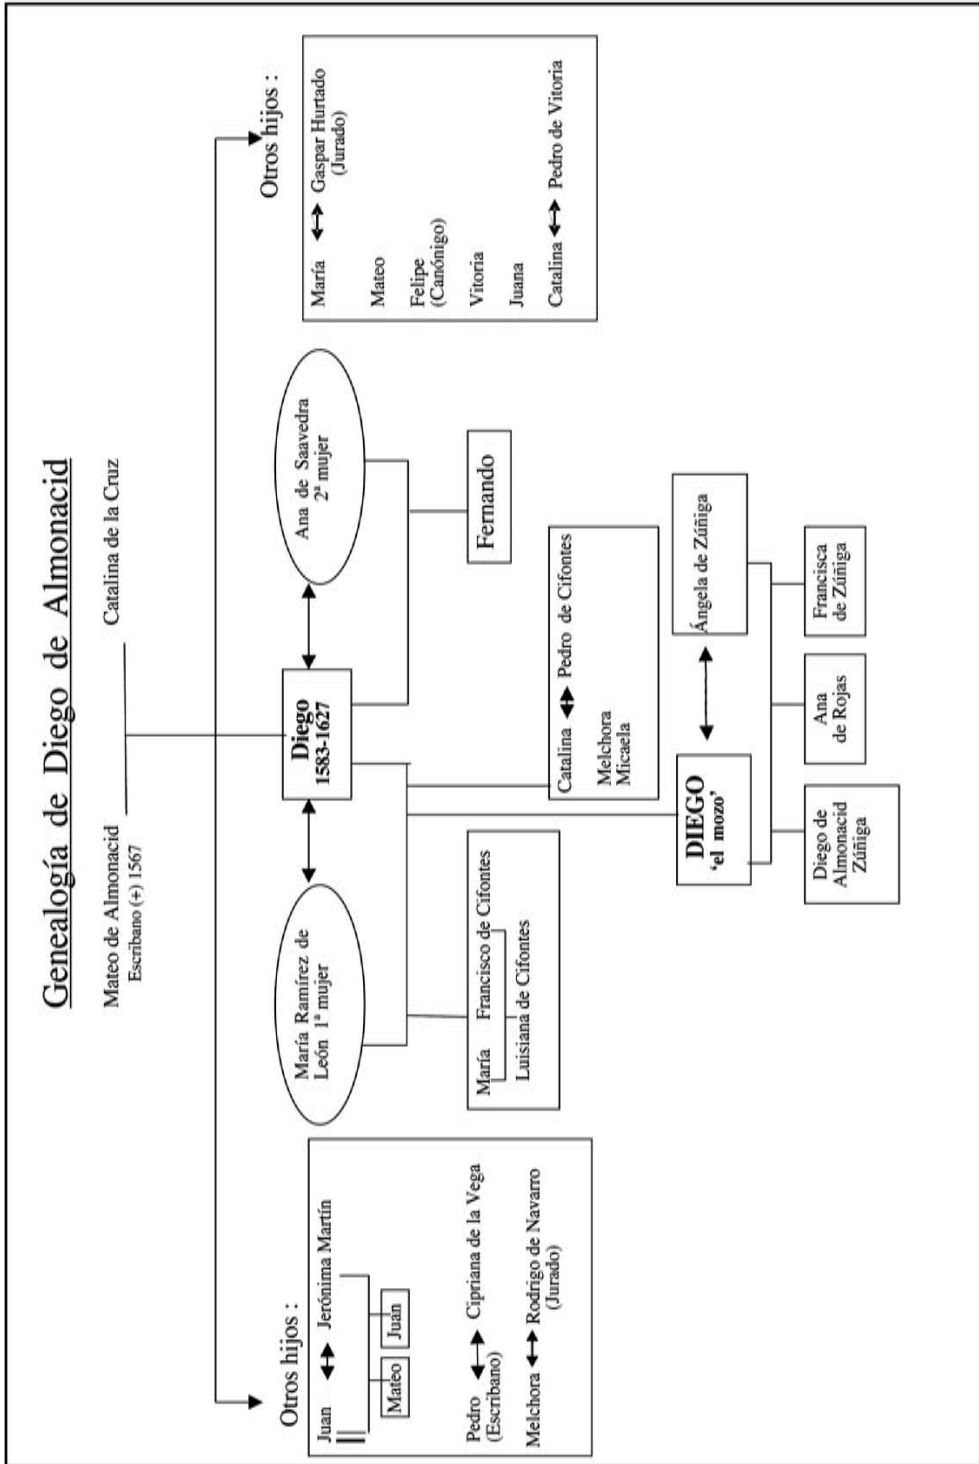 Genealogía de Diego de Almonacid
Mateo de Almonacid
Escribano (+) 1567
Catalina de la Cruz
Otros hijos :
Juan Jerónima Martín
Mateo
Juan
Pedro Cipriana de la Vega
(Escribano)
Melchora Rodrigo de Navarro
(Jurado)
María Ramírez de
León 1ª mujer
Diego
1583-1627
Ana de Saavedra
2ª mujer
Otros hijos :
María Gaspar Hurtado
(Jurado)
Mateo
Felipe
(Canónigo)
Vitoria
Juana
Catalina Pedro de Vitoria
María Francisco de Cifontes
Luisiana de Cifontes
Fernando
Catalina Pedro de Cifontes
Melchora
Micaela
DIEGO
‘el mozo’
Ángela de Zúñiga
Diego de
Almonacid
Zúñiga
Ana
de Rojas
Francisca
de Zúñiga